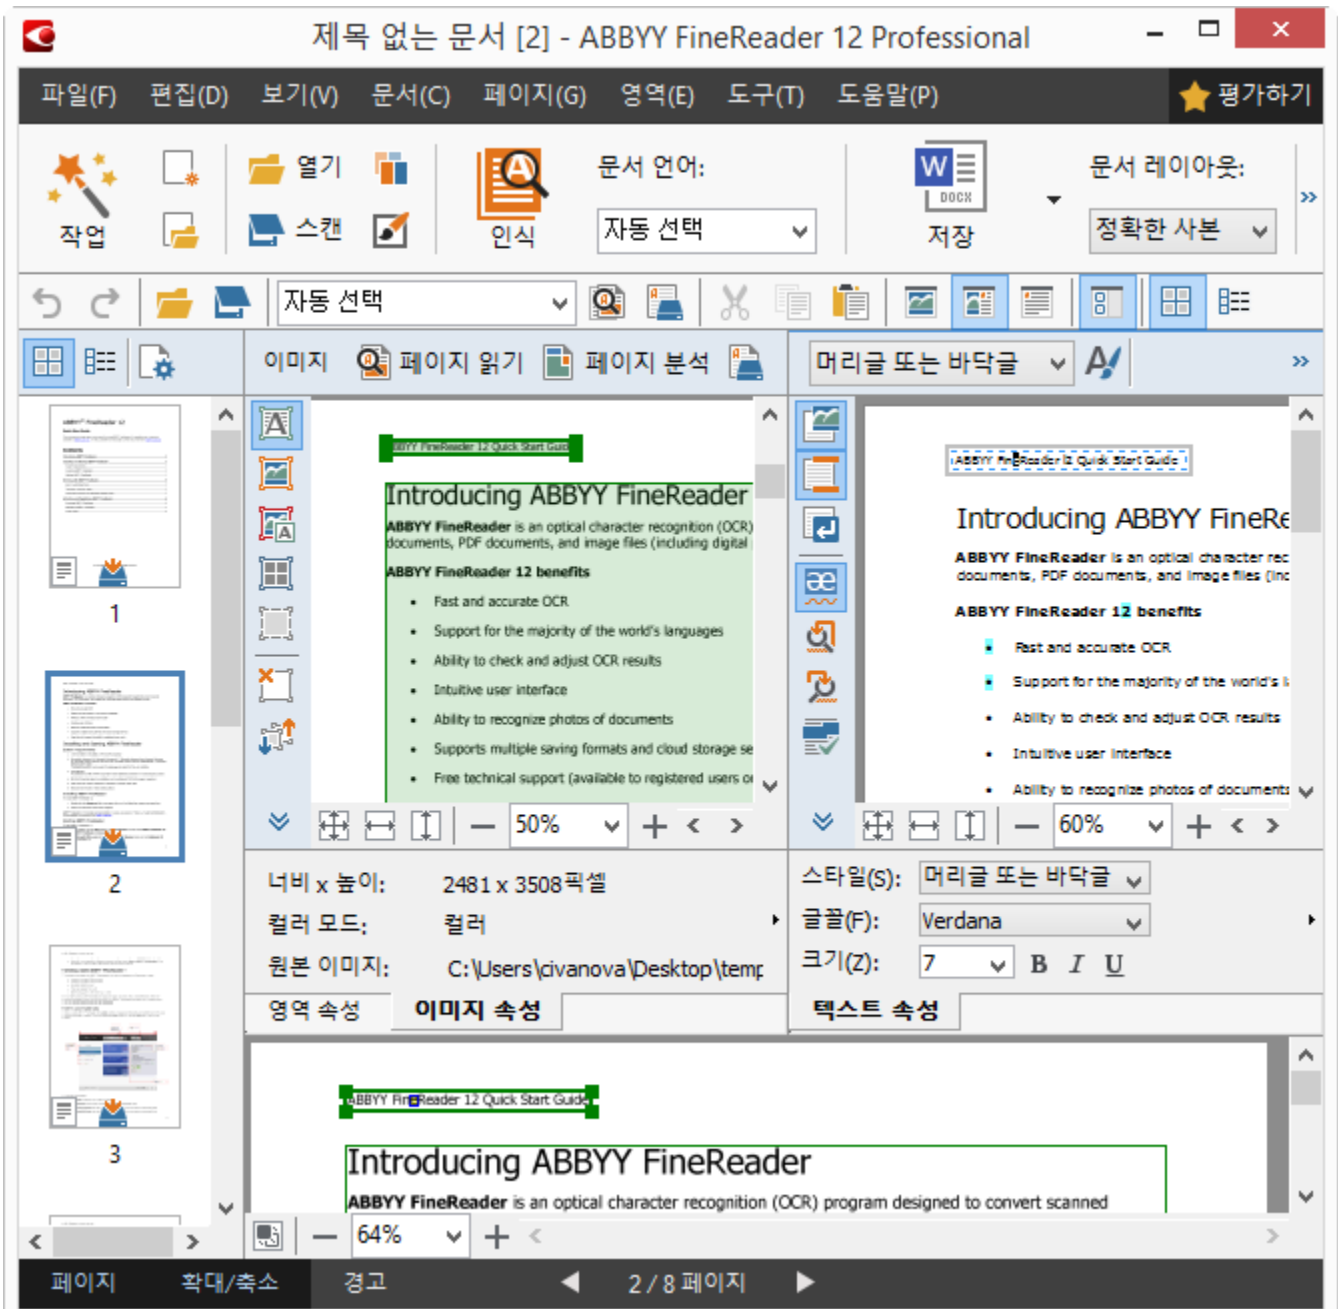 제목 없는 문서 [2] - ABBYY FineReader 12 Professional
파일(F) 편집(D) 보기(V) 문서(C) 페이지(G) 영역(E) 도구(T) 도움말(P) 평가하기
작업
열기
스캔
인식
문서 언어:
자동 선택
W
DOCX
저장
문서 레이아웃:
정확한 사본
자동 선택
이미지 페이지 읽기 페이지 분석
머리글 또는 바닥글
1
2
3
ABBYY FineReader 12 Quick Start Guide
Introducing ABBYY FineReader
ABBYY FineReader is an optical character recognition (OCR)
documents, PDF documents, and image files (including digital
ABBYY FineReader 12 benefits
• Fast and accurate OCR
• Support for the majority of the world's languages
• Ability to check and adjust OCR results
• Intuitive user interface
• Ability to recognize photos of documents
• Supports multiple saving formats and cloud storage se
• Free technical support (available to registered users o
50%
ABBYY FineReader 12 Quick Start Guide
Introducing ABBYY FineRe
ABBYY FineReader is an optical character rec
documents, PDF documents, and image files (inc
ABBYY FineReader 12 benefits
• Fast and accurate OCR
• Support for the majority of the world's l
• Ability to check and adjust OCR results
• Intuitive user interface
• Ability to recognize photos of documents
60%
너비 x 높이: 2481 x 3508픽셀
컬러 모드: 컬러
원본 이미지: C:\Users\civanova\Desktop\temp
영역 속성 이미지 속성
스타일(S): 머리글 또는 바닥글
글꼴(F): Verdana
크기(Z): 7 B I U
텍스트 속성
ABBYY FineReader 12 Quick Start Guide
Introducing ABBYY FineReader
ABBYY FineReader is an optical character recognition (OCR) program designed to convert scanned
64%
페이지 확대/축소 경고 2 / 8 페이지